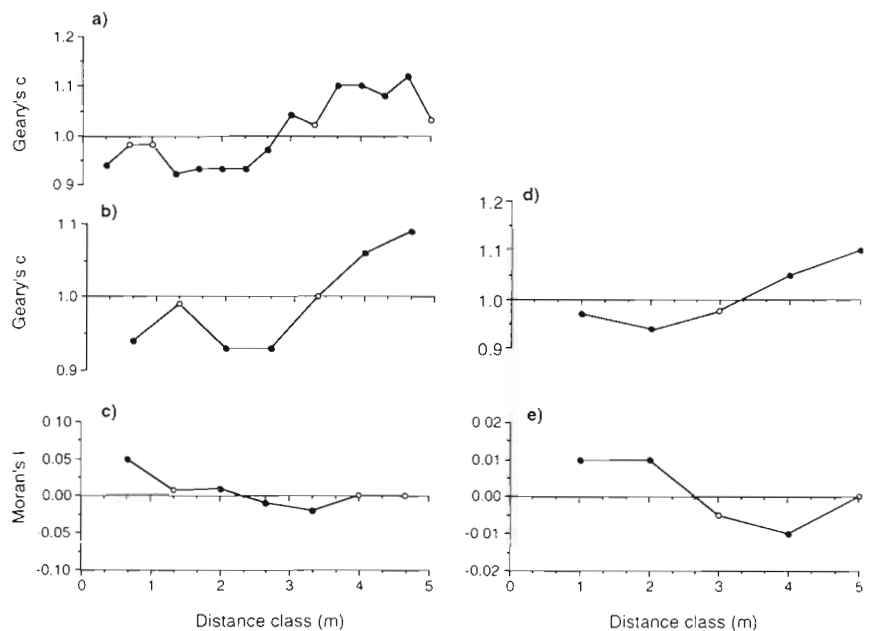 a)
1.2
1.1
1.0
0.9
Geary's c
b)
1.1
1.0
0.9
Geary's c
c)
0.10
0.05
0.00
-0.05
-0.10
Moran's I
0 1 2 3 4 5
Distance class (m)
d)
1.2
1.1
1.0
0.9
e)
0.02
0.01
0.00
-0.01
-0.02
0 1 2 3 4 5
Distance class (m)